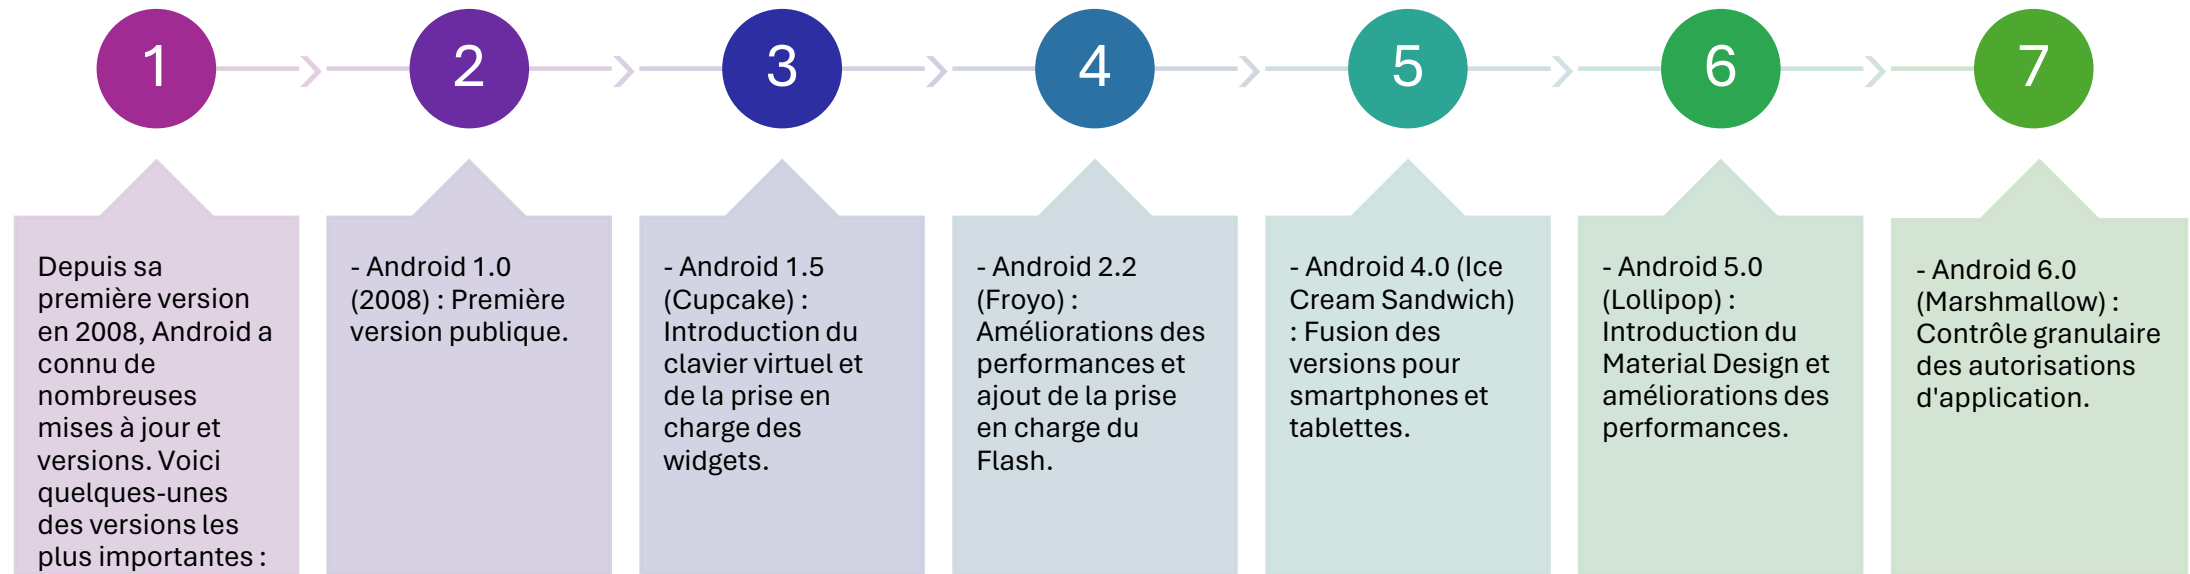 1
2
3
4
5
6
7
Depuis sa
première version
en 2008, Android a
connu de
nombreuses
mises à jour et
versions. Voici
quelques-unes
des versions les
plus importantes :
- Android 1.0
(2008) : Première
version publique.
- Android 1.5
(Cupcake) :
Introduction du
clavier virtuel et
de la prise en
charge des
widgets.
- Android 2.2
(Froyo) :
Améliorations des
performances et
ajout de la prise
en charge du
Flash.
- Android 4.0 (Ice
Cream Sandwich)
: Fusion des
versions pour
smartphones et
tablettes.
- Android 5.0
(Lollipop) :
Introduction du
Material Design et
améliorations des
performances.
- Android 6.0
(Marshmallow) :
Contrôle granulaire
des autorisations
d'application.